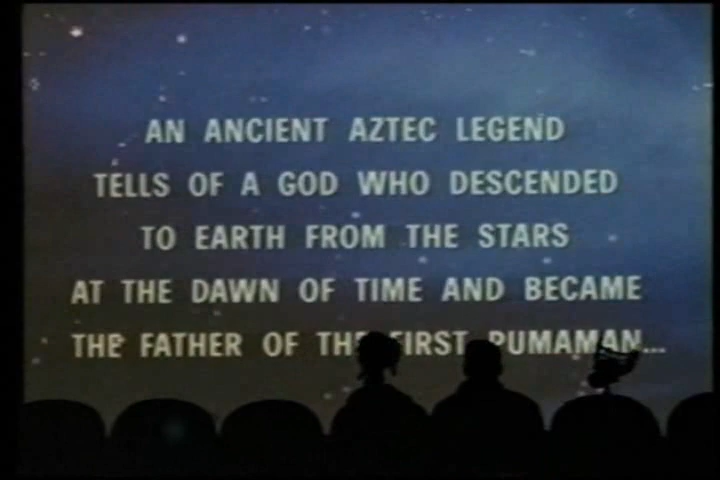 AN ANCIENT AZTEC LEGEND
TELLS OF A GOD WHO DESCENDED
TO EARTH FROM THE STARS
AT THE DAWN OF TIME AND BECAME
THE FATHER OF THE FIRST PUMAMAN...